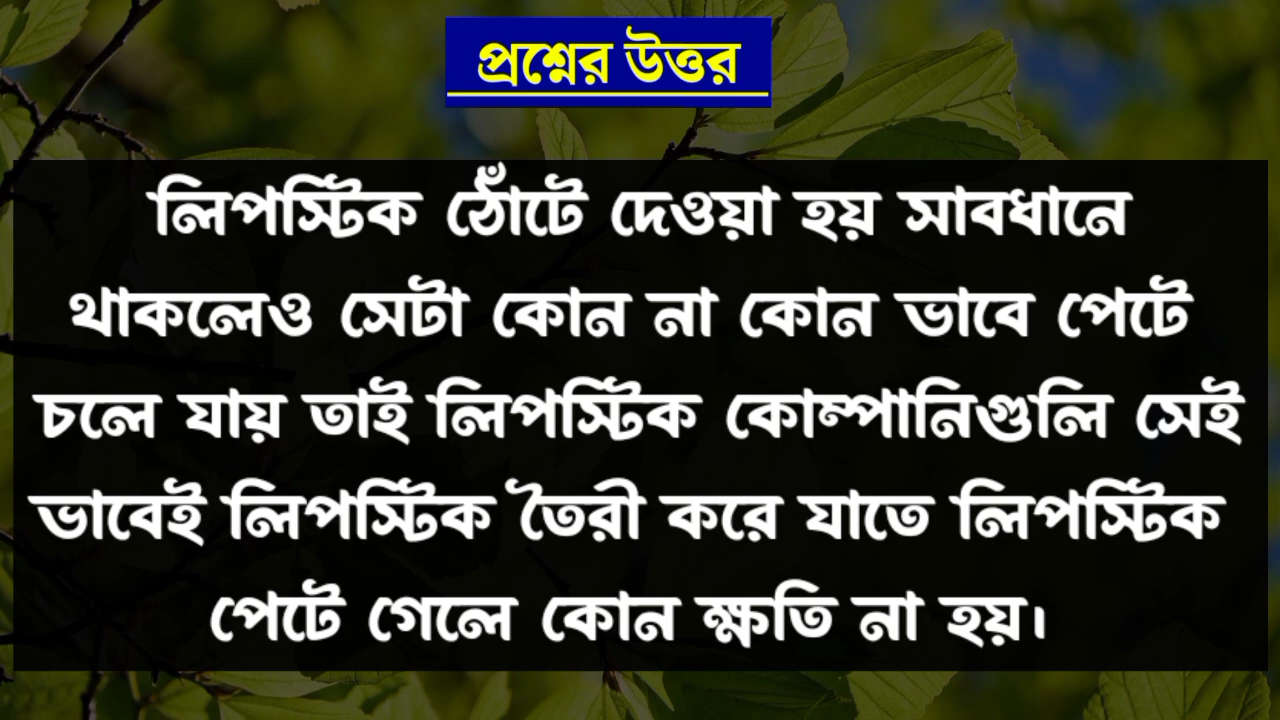 প্রশ্নের উত্তর
লিপস্টিক ঠোঁটে দেওয়া হয় সাবধানে
থাকলেও সেটা কোন না কোন ভাবে পেটে
চলে যায় তাই লিপস্টিক কোম্পানিগুলি সেই
ভাবেই লিপস্টিক তৈরী করে যাতে লিপস্টিক
পেটে গেলে কোন ক্ষতি না হয়।